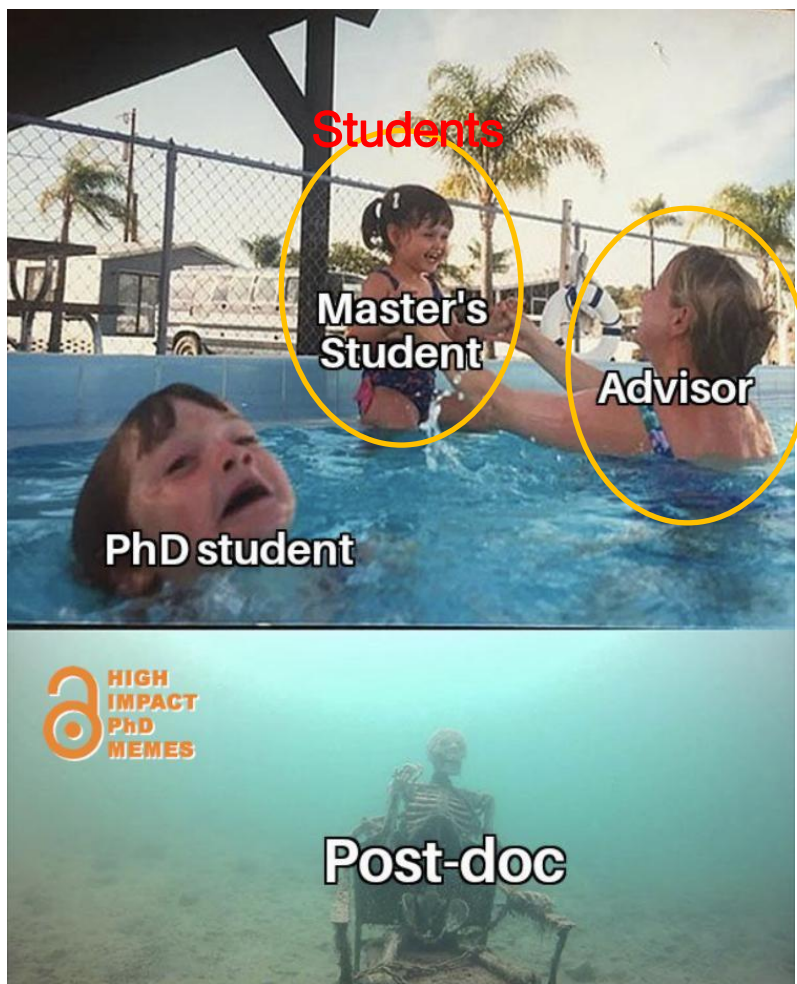 Students
Master's
Student
Advisor
PhD student
HIGH
IMPACT
PhD
MEMES
Post-doc